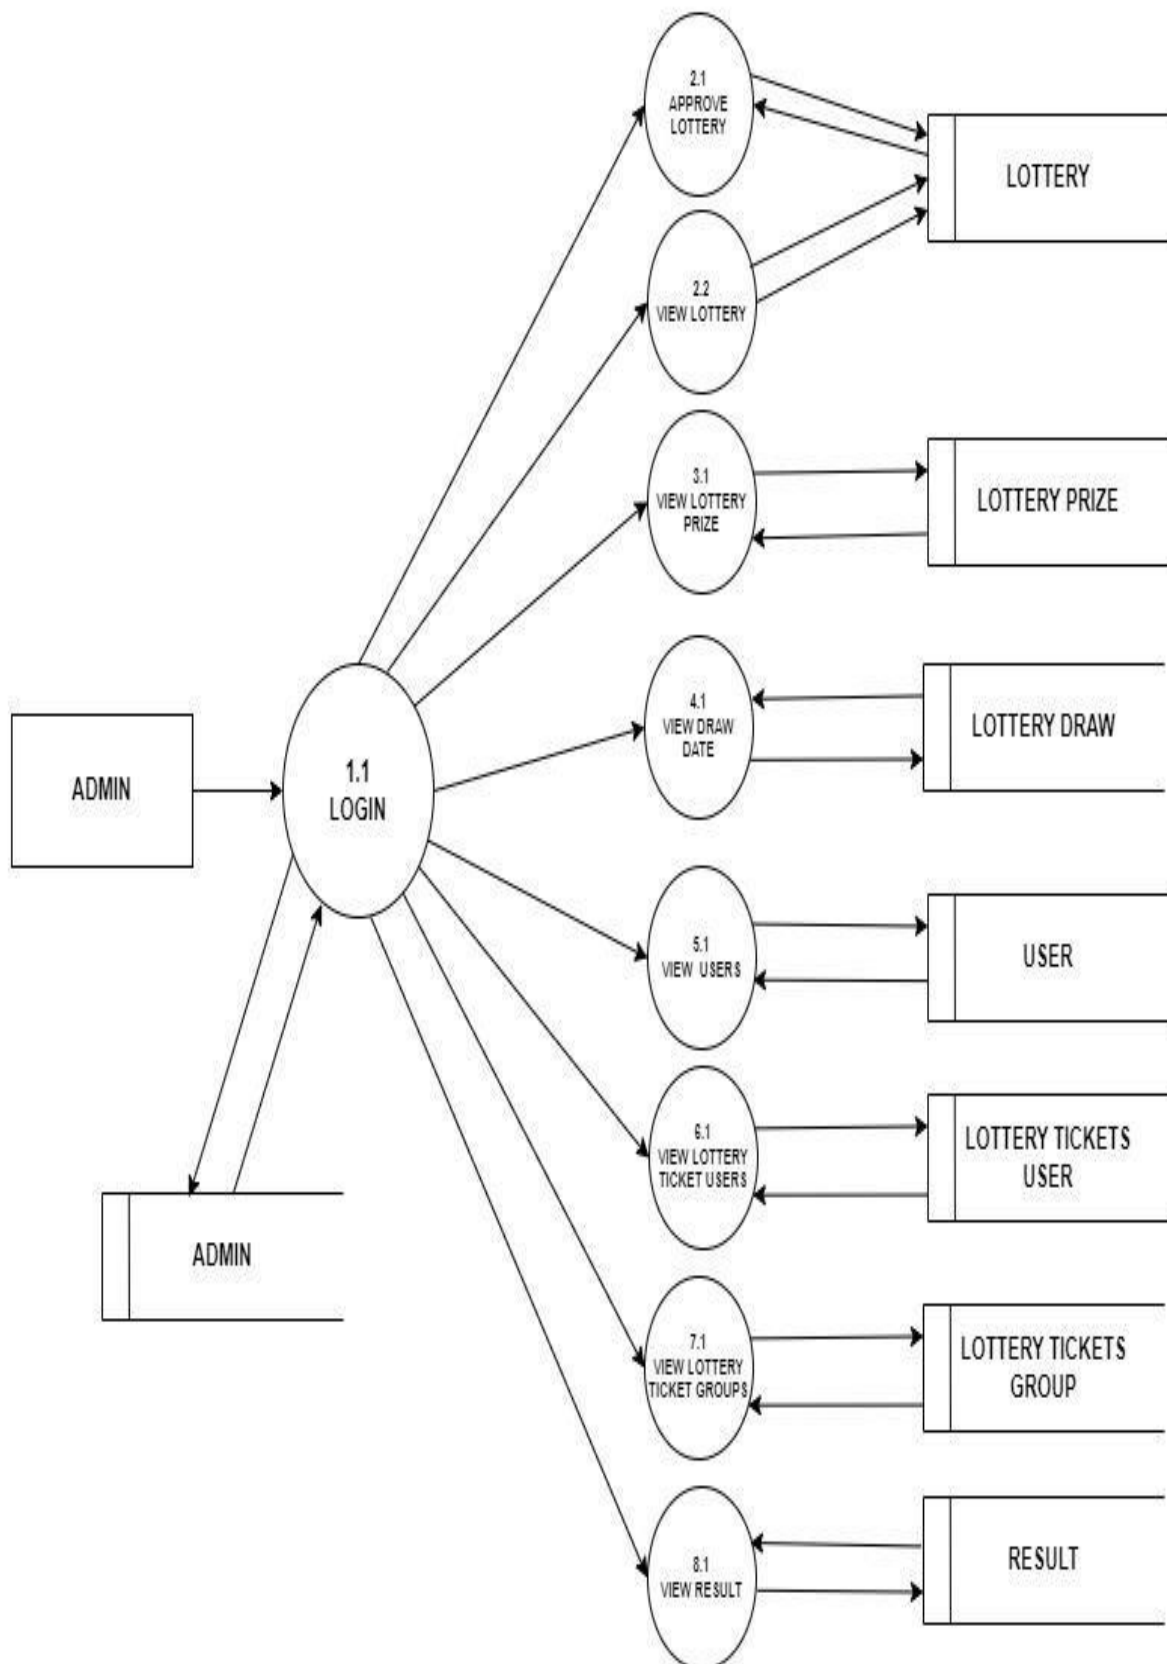 2.1
APPROVE
LOTTERY
LOTTERY
2.2
VIEW LOTTERY
3.1
VIEW LOTTERY
PRIZE
LOTTERY PRIZE
4.1
VIEW DRAW
DATE
LOTTERY DRAW
ADMIN
1.1
LOGIN
5.1
VIEW USERS
USER
6.1
VIEW LOTTERY
TICKET USERS
LOTTERY TICKETS
USER
ADMIN
7.1
VIEW LOTTERY
TICKET GROUPS
LOTTERY TICKETS
GROUP
8.1
VIEW RESULT
RESULT